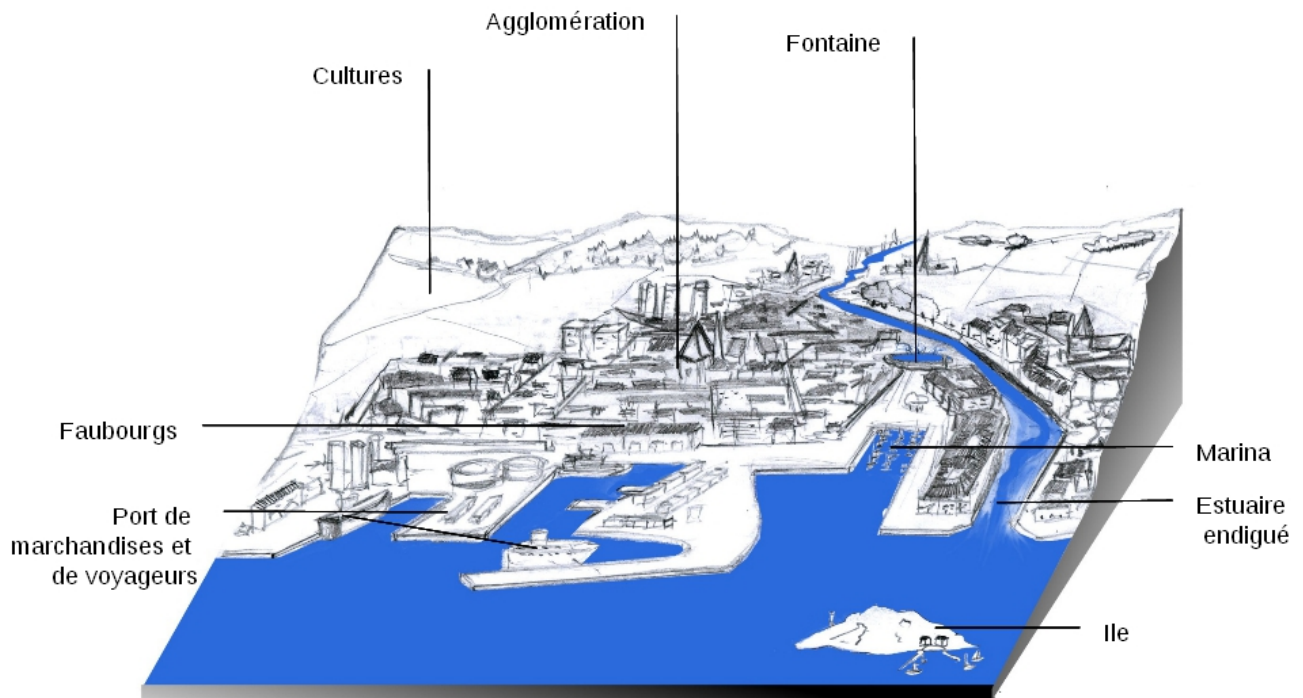 Agglomération
Fontaine
Cultures
Faubourgs
Marina
Port de
marchandises et
de voyageurs
Estuaire
endigué
Ile